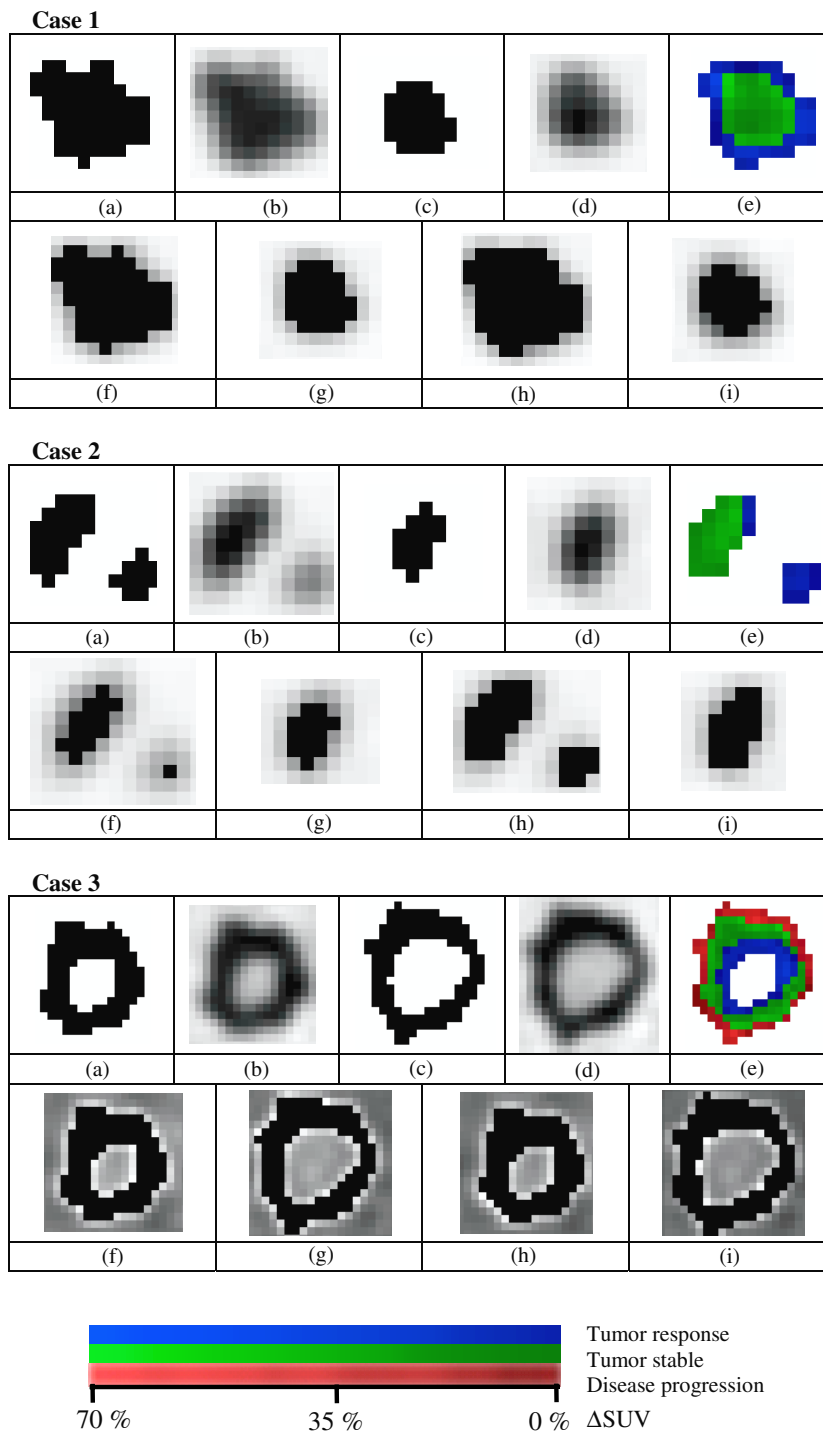 Case 1
(a) (b) (c) (d) (e)
(f) (g) (h) (i)
Case 2
(a) (b) (c) (d) (e)
(f) (g) (h) (i)
Case 3
(a) (b) (c) (d) (e)
(f) (g) (h) (i)
Tumor response
Tumor stable
Disease progression
70 % 35 % 0 % ΔSUV